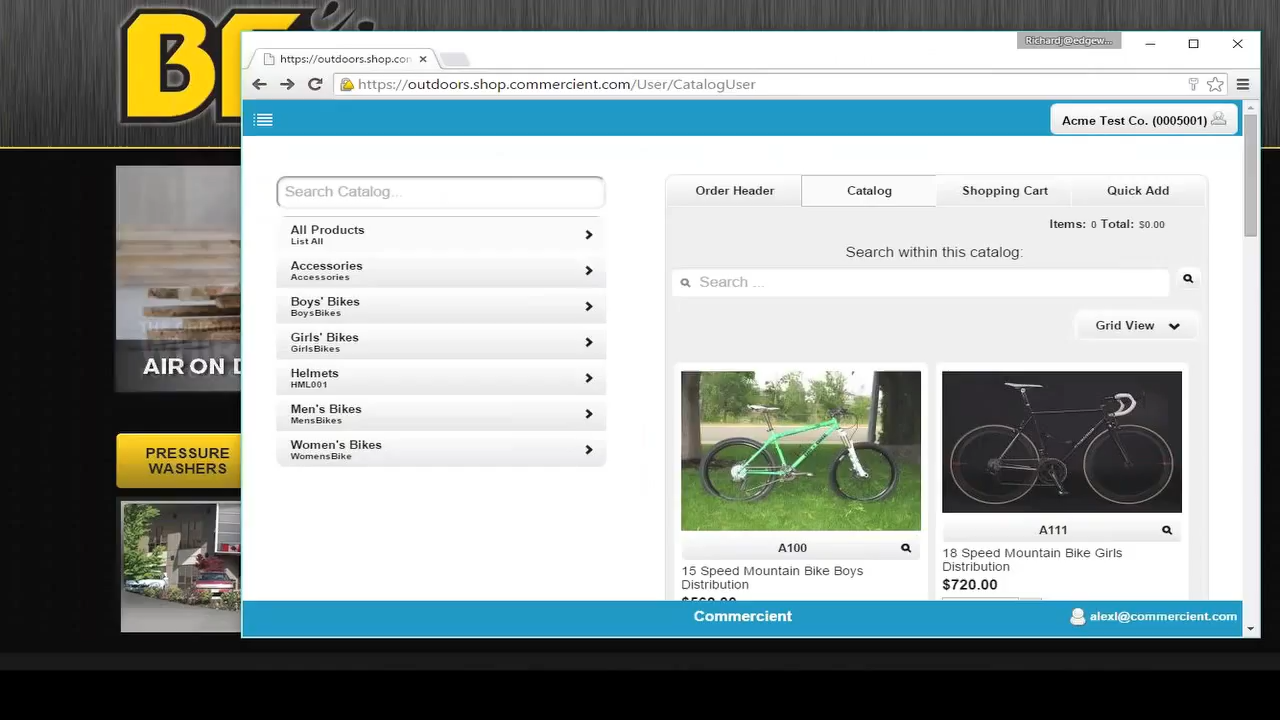 BE
Richardj@edgew...
https://outdoors.shop.con
https://outdoors.shop.commercient.com/User/CatalogUser
Acme Test Co. (0005001)
Search Catalog...
All Products
List All
Accessories
Accessories
Boys' Bikes
BoysBikes
Girls' Bikes
GirlsBikes
Helmets
HML001
Men's Bikes
MensBikes
Women's Bikes
WomensBike
Order Header
Catalog
Shopping Cart
Quick Add
Items: 0 Total: $0.00
Search within this catalog:
Search ...
Grid View
A100
15 Speed Mountain Bike Boys
Distribution
A111
18 Speed Mountain Bike Girls
Distribution
$720.00
Commercient
alexl@commercient.com
AIR ON
PRESSURE
WASHERS